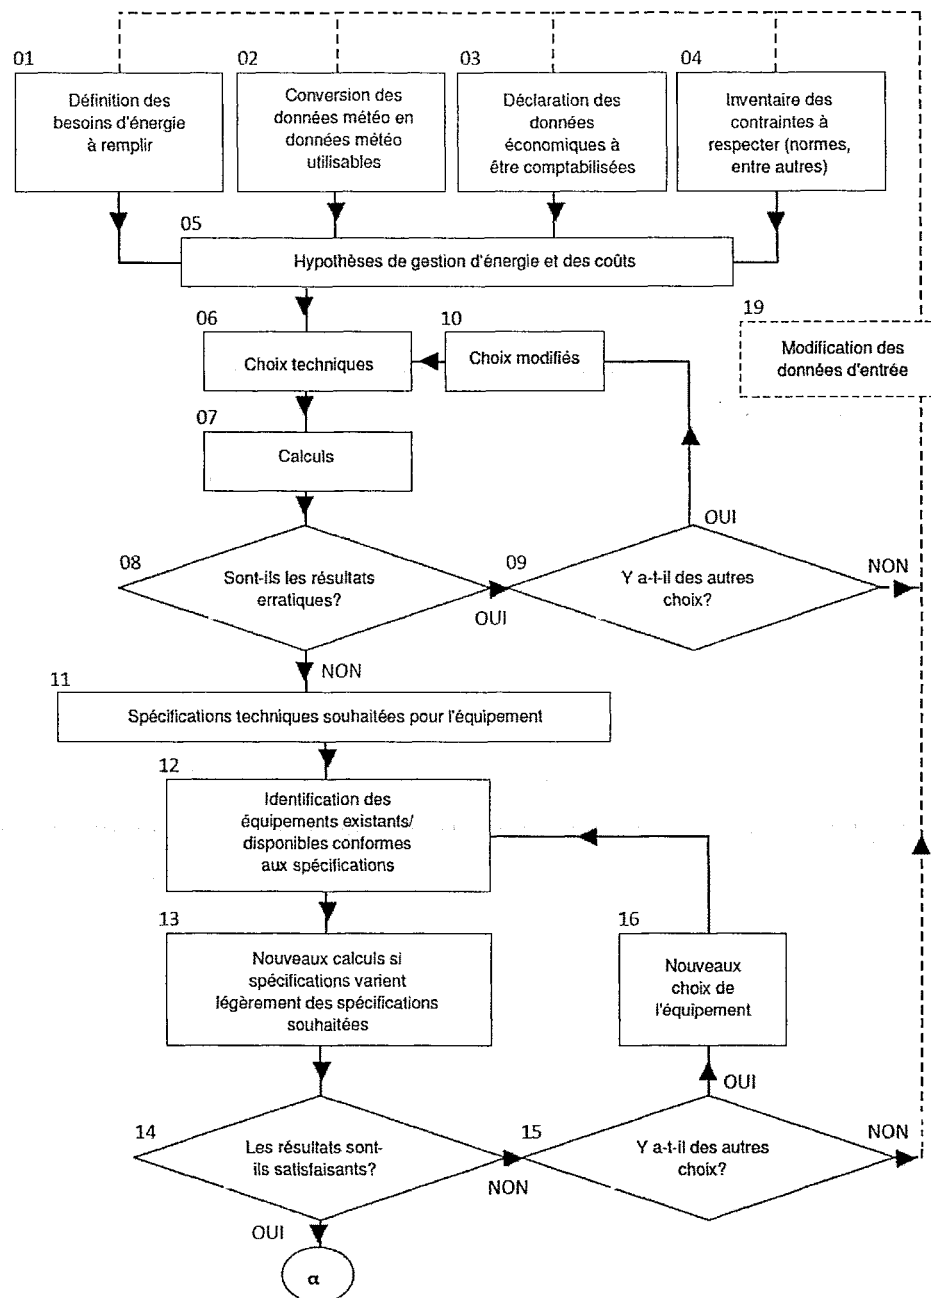 01
Définition des
besoins d'énergie
à remplir
02
Conversion des
données météo en
données météo
utilisables
03
Déclaration des
données
économiques à
être comptabilisées
04
Inventaire des
contraintes à
respecter (normes,
entre autres)
05
Hypothèses de gestion d'énergie et des coûts
06
Choix techniques
10
Choix modifiés
19
Modification des
données d'entrée
07
Calculs
08
Sont-ils les résultats
erratiques?
OUI
09
Y a-t-il des autres
choix?
OUI
NON
NON
11
Spécifications techniques souhaitées pour l'équipement
12
Identification des
équipements existants/
disponibles conformes
aux spécifications
13
Nouveaux calculs si
spécifications varient
légèrement des spécifications
souhaitées
16
Nouveaux
choix de
l'équipement
14
Les résultats sont-
ils satisfaisants?
NON
15
Y a-t-il des autres
choix?
OUI
NON
OUI
α